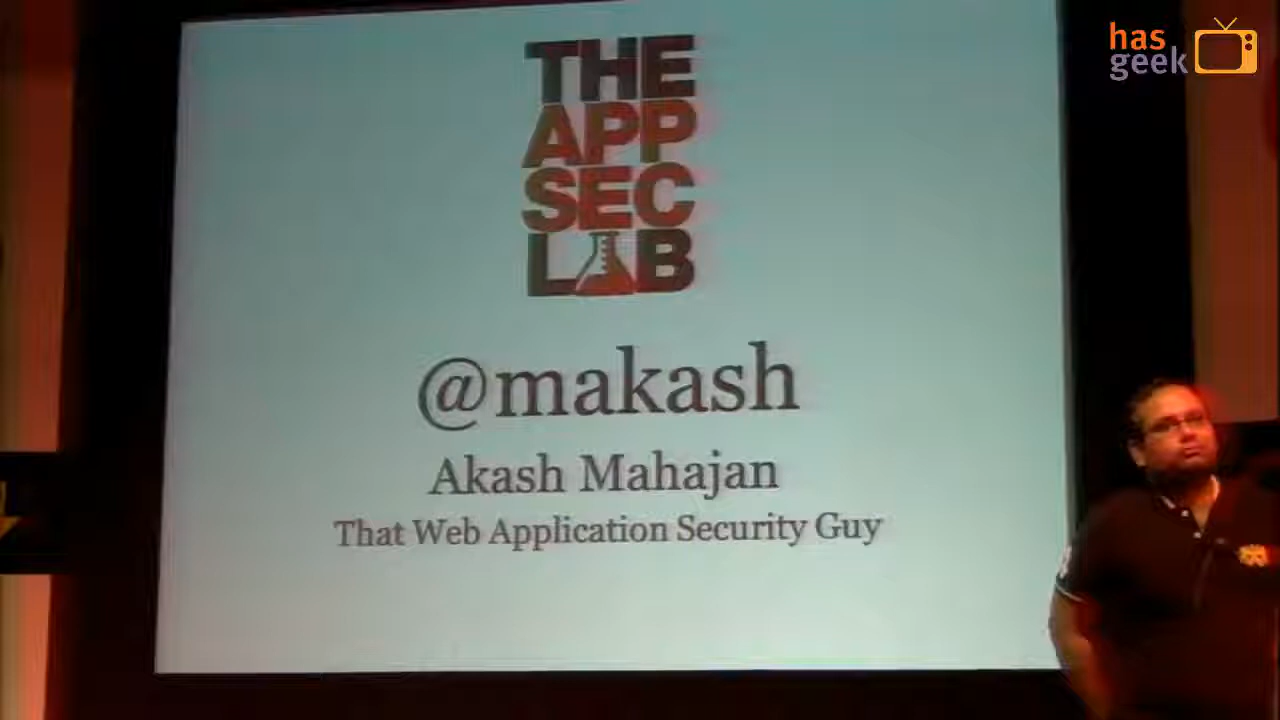 has
geek
THE
APP
SEC
LAB
@makash
Akash Mahajan
That Web Application Security Guy